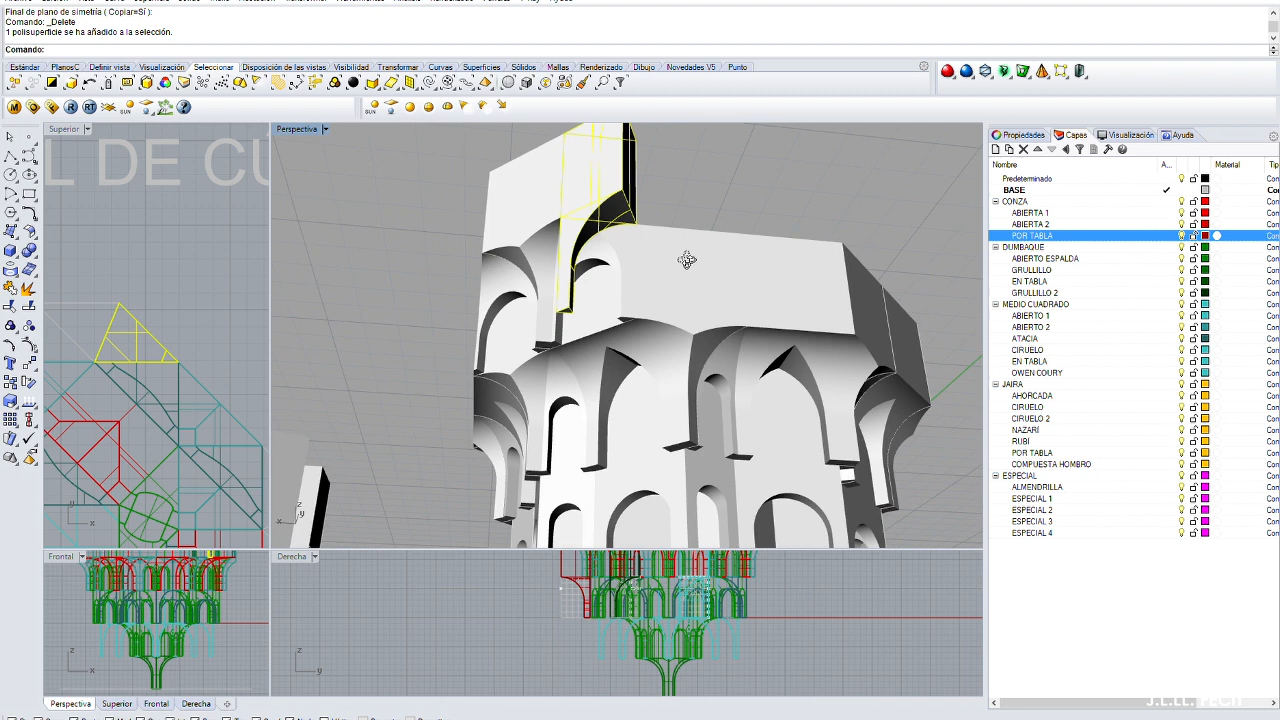 Final de plano de simetría ( Copiar=Sí ):
Comando: _Delete
1 polisuperficie se ha añadido a la selección.
Comando:
Estándar PlanosC Definir vista Visualización Seleccionar Disposición de las vistas Visibilidad Transformar Curvas Superficies Sólidos Mallas Renderizado Dibujo Novedades V5 Punto
Superior
L DE CÚ
Perspectiva
Frontal
Derecha
Perspectiva Superior Frontal Derecha
Propiedades Capas Visualización Ayuda
Nombre A... Material Tip
Predeterminado
BASE
CONZA
ABIERTA 1
ABIERTA 2
POR TABLA
DUMBAQUE
ABIERTO ESPALDA
GRULLILLO
EN TABLA
GRULLILLO 2
MEDIO CUADRADO
ABIERTO 1
ABIERTO 2
ATACIA
CIRUELO
EN TABLA
OWEN COURY
JAIRA
AHORCADA
CIRUELO
CIRUELO 2
NAZARÍ
RUBI
POR TABLA
COMPUESTA HOMBRO
ESPECIAL
ALMENDRILLA
ESPECIAL 1
ESPECIAL 2
ESPECIAL 3
ESPECIAL 4